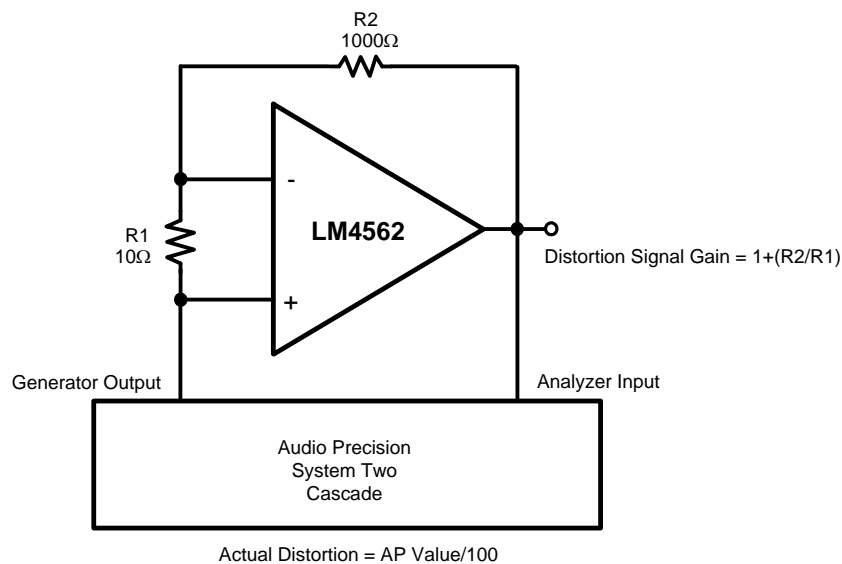 R2
1000Ω
-
R1
10Ω
LM4562
Distortion Signal Gain = 1+(R2/R1)
+
Generator Output
Analyzer Input
Audio Precision
System Two
Cascade
Actual Distortion = AP Value/100